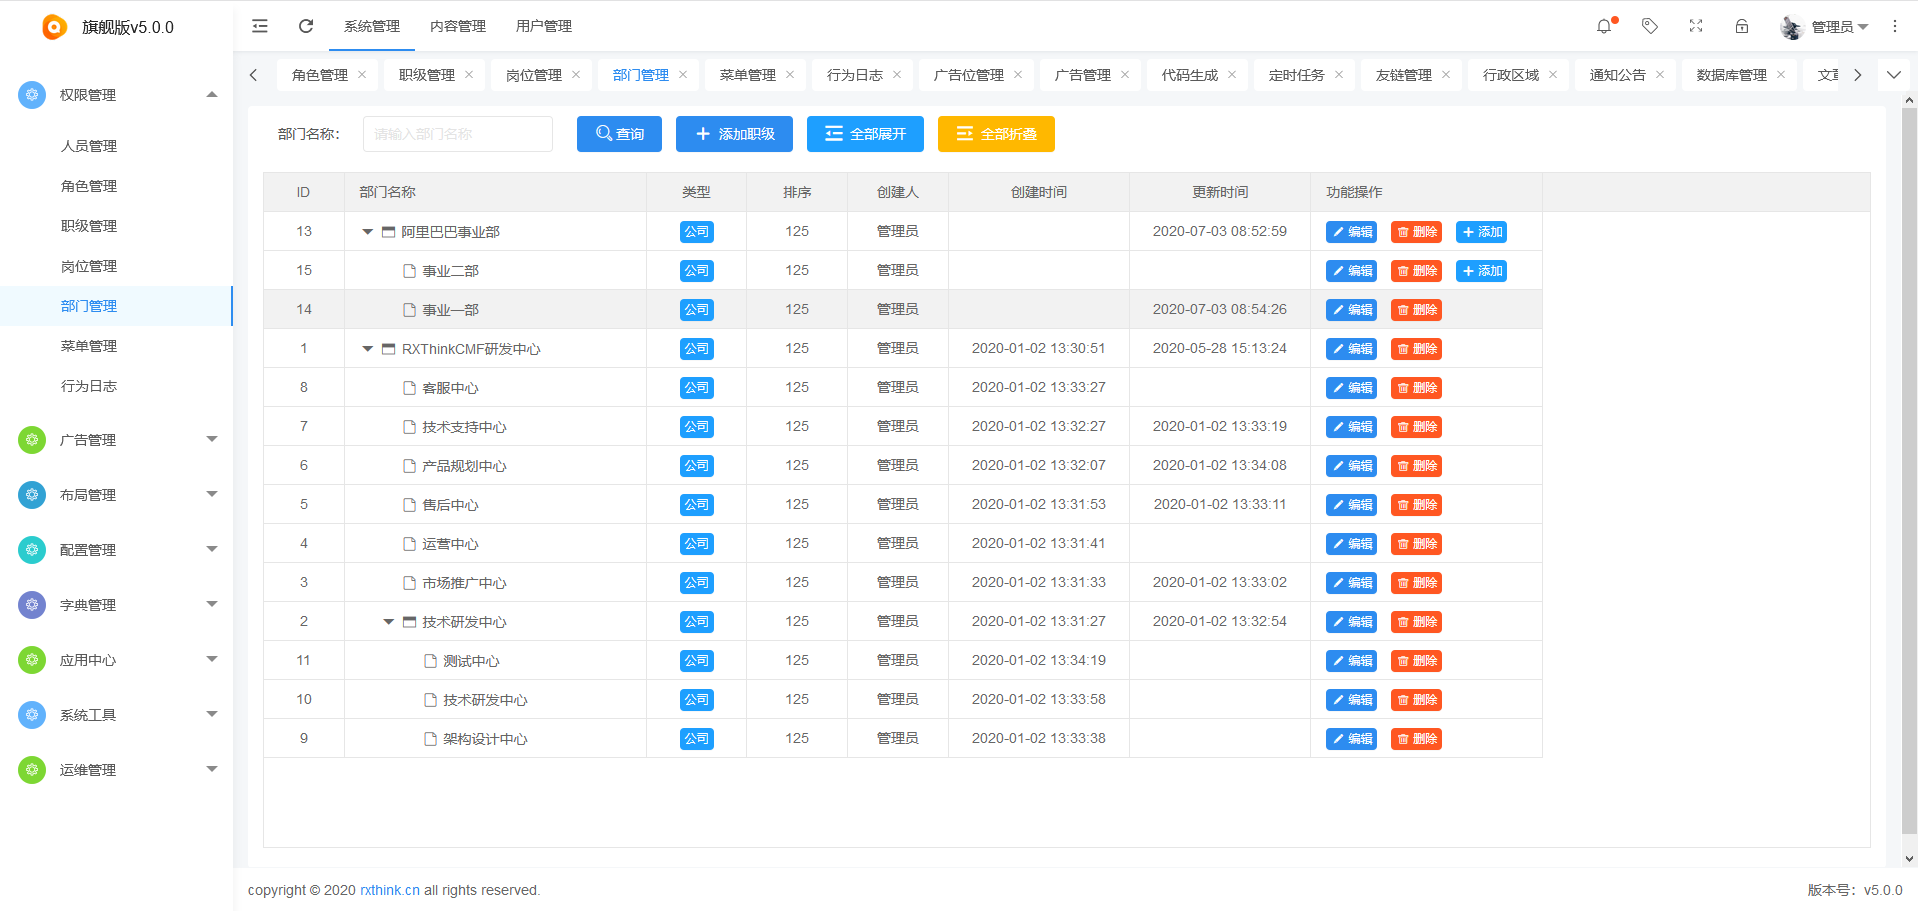 旗舰版v5.0.0
系统管理 内容管理 用户管理
管理员
角色管理 职级管理 岗位管理 部门管理 菜单管理 行为日志 广告位管理 广告管理 代码生成 定时任务 友链管理 行政区域 通知公告 数据库管理
权限管理
人员管理
角色管理
职级管理
岗位管理
部门管理
菜单管理
行为日志
广告管理
布局管理
配置管理
字典管理
应用中心
系统工具
运维管理
部门名称: 请输入部门名称 查询 添加职级 全部展开 全部折叠
ID 部门名称 类型 排序 创建人 创建时间 更新时间 功能操作
13 阿里巴巴事业部 公司 125 管理员 2020-07-03 08:52:59 编辑 删除 添加
15 事业二部 公司 125 管理员 编辑 删除 添加
14 事业一部 公司 125 管理员 2020-07-03 08:54:26 编辑 删除
1 RXThinkCMF研发中心 公司 125 管理员 2020-01-02 13:30:51 2020-05-28 15:13:24 编辑 删除
8 客服中心 公司 125 管理员 2020-01-02 13:33:27 编辑 删除
7 技术支持中心 公司 125 管理员 2020-01-02 13:32:27 2020-01-02 13:33:19 编辑 删除
6 产品规划中心 公司 125 管理员 2020-01-02 13:32:07 2020-01-02 13:34:08 编辑 删除
5 售后中心 公司 125 管理员 2020-01-02 13:31:53 2020-01-02 13:33:11 编辑 删除
4 运营中心 公司 125 管理员 2020-01-02 13:31:41 编辑 删除
3 市场推广中心 公司 125 管理员 2020-01-02 13:31:33 2020-01-02 13:33:02 编辑 删除
2 技术研发中心 公司 125 管理员 2020-01-02 13:31:27 2020-01-02 13:32:54 编辑 删除
11 测试中心 公司 125 管理员 2020-01-02 13:34:19 编辑 删除
10 技术研发中心 公司 125 管理员 2020-01-02 13:33:58 编辑 删除
9 架构设计中心 公司 125 管理员 2020-01-02 13:33:38 编辑 删除
copyright © 2020 rxthink.cn all rights reserved.
版本号：v5.0.0